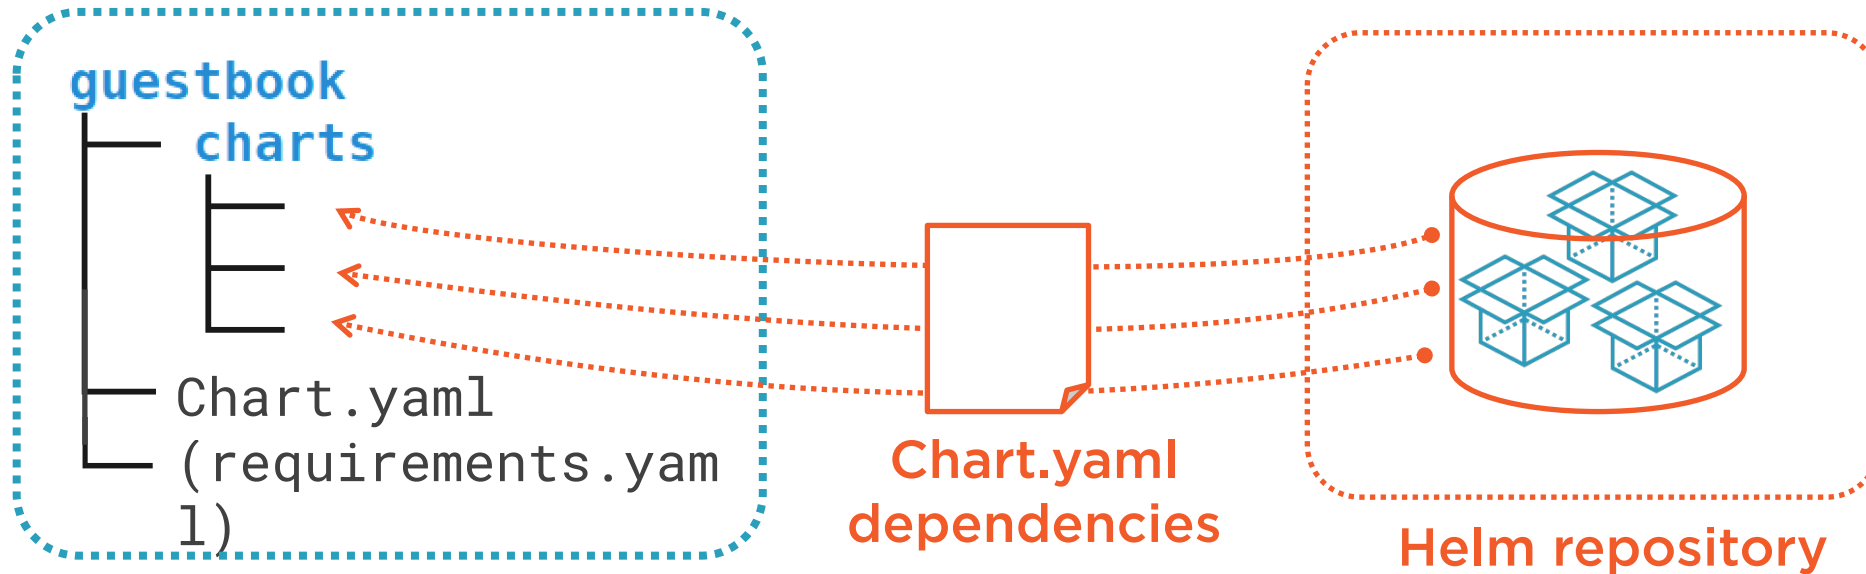 guestbook
charts
Chart.yaml
(requirements.yam
l)
Chart.yaml
dependencies
Helm repository